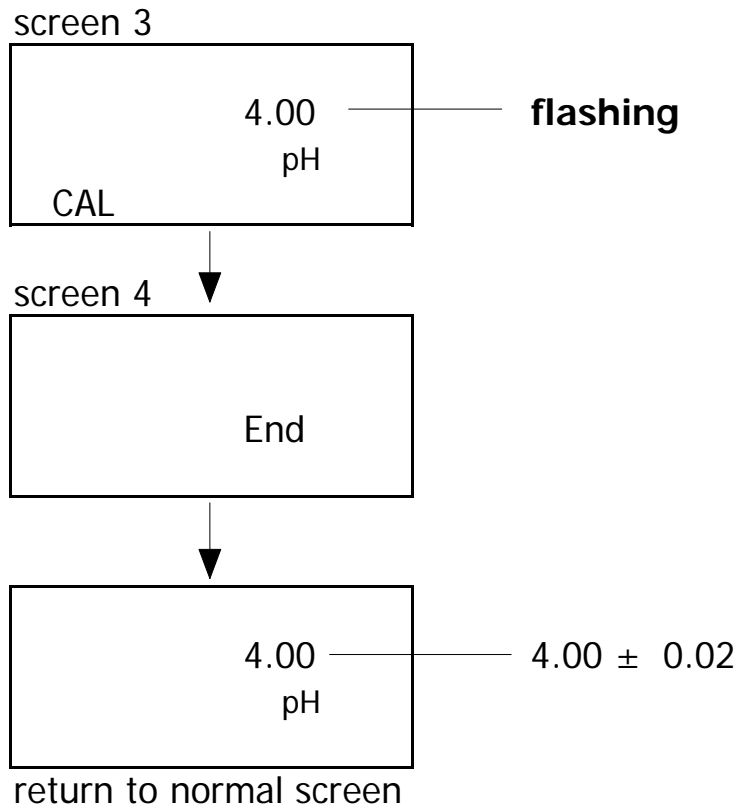 screen 3
4.00 flashing
pH
CAL
screen 4
End
4.00 4.00 ± 0.02
pH
return to normal screen